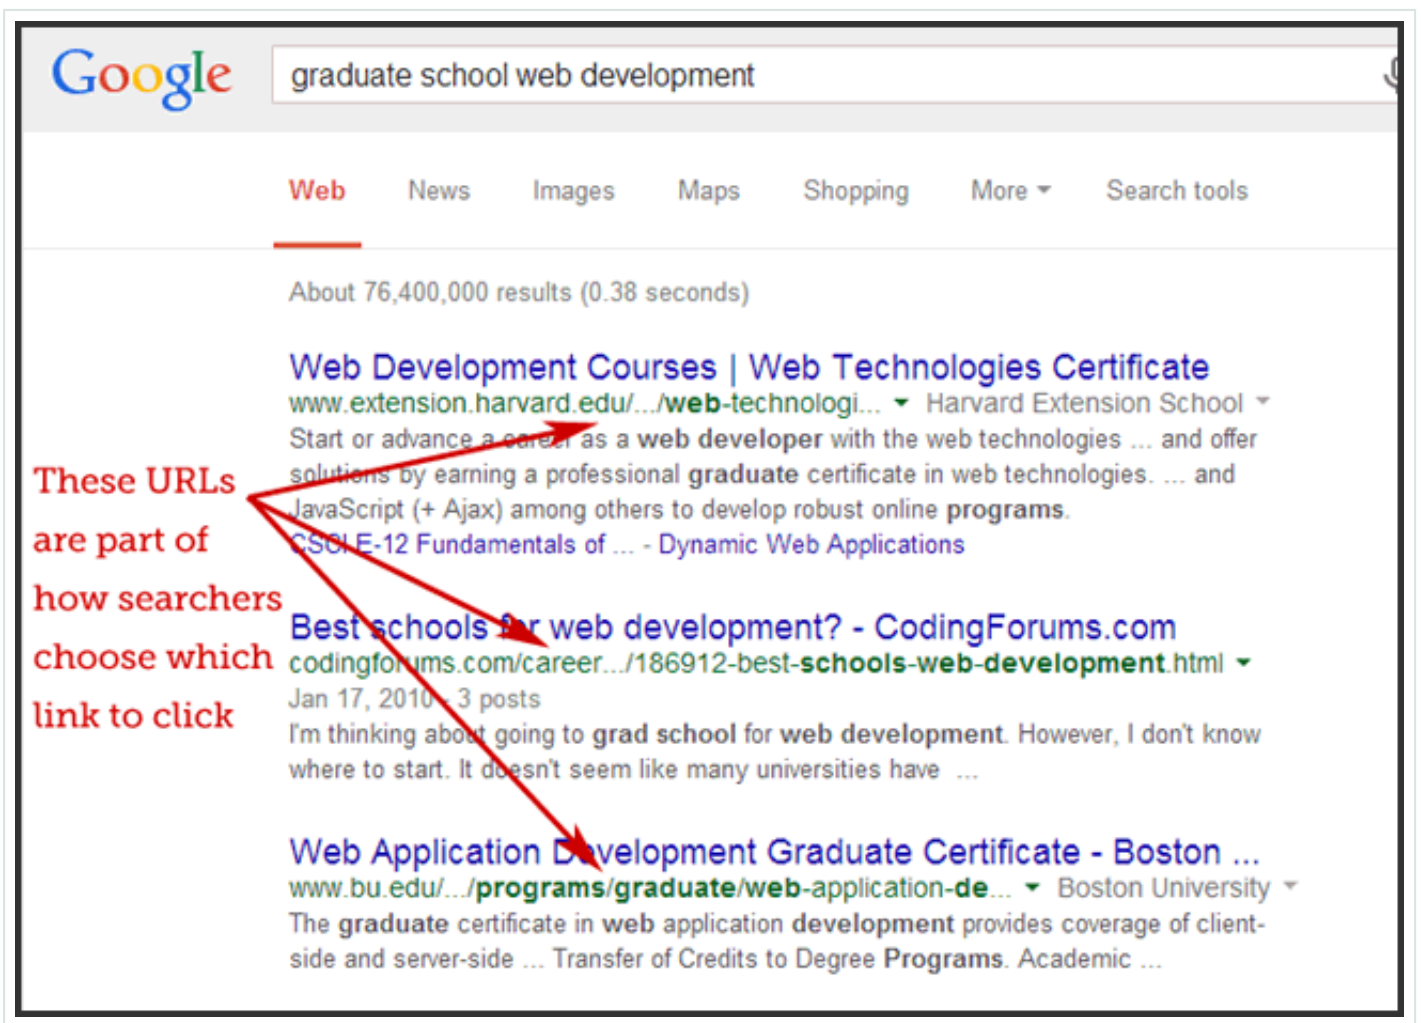 Google
graduate school web development
Web News Images Maps Shopping More Search tools
About 76,400,000 results (0.38 seconds)
Web Development Courses | Web Technologies Certificate
www.extension.harvard.edu/.../web-technologi... Harvard Extension School
Start or advance a career as a web developer with the web technologies ... and offer
solutions by earning a professional graduate certificate in web technologies. ... and
JavaScript (+ Ajax) among others to develop robust online programs.
CSCI E-12 Fundamentals of ... - Dynamic Web Applications
These URLs
are part of
how searchers
choose which
link to click
Best schools for web development? - CodingForums.com
codingforums.com/career.../186912-best-schools-web-development.html
Jan 17, 2010 - 3 posts
I'm thinking about going to grad school for web development. However, I don't know
where to start. It doesn't seem like many universities have ...
Web Application Development Graduate Certificate - Boston ...
www.bu.edu/.../programs/graduate/web-application-de... Boston University
The graduate certificate in web application development provides coverage of client-
side and server-side ... Transfer of Credits to Degree Programs. Academic ...